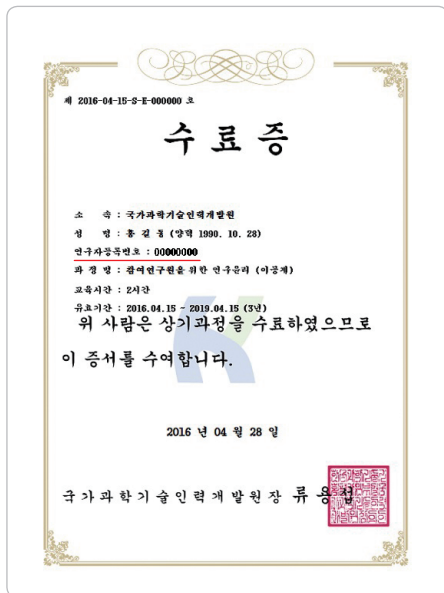 제 2016-04-15-S-E-000000 호
수 료 증
소 속 : 국가과학기술인력개발원
성 명 : 홍 길 동 (양력 1990. 10. 28)
연구자등록번호 : 00000000
과 정 명 : 참여연구원을 위한 연구윤리 (이공계)
교육시간 : 2시간
유효기간 : 2016.04.15 ~ 2019.04.15 (3년)
위 사람은 상기과정을 수료하였으므로
이 증서를 수여합니다.
2016 년 04 월 28 일
국가과학기술인력개발원장 류 용 섭